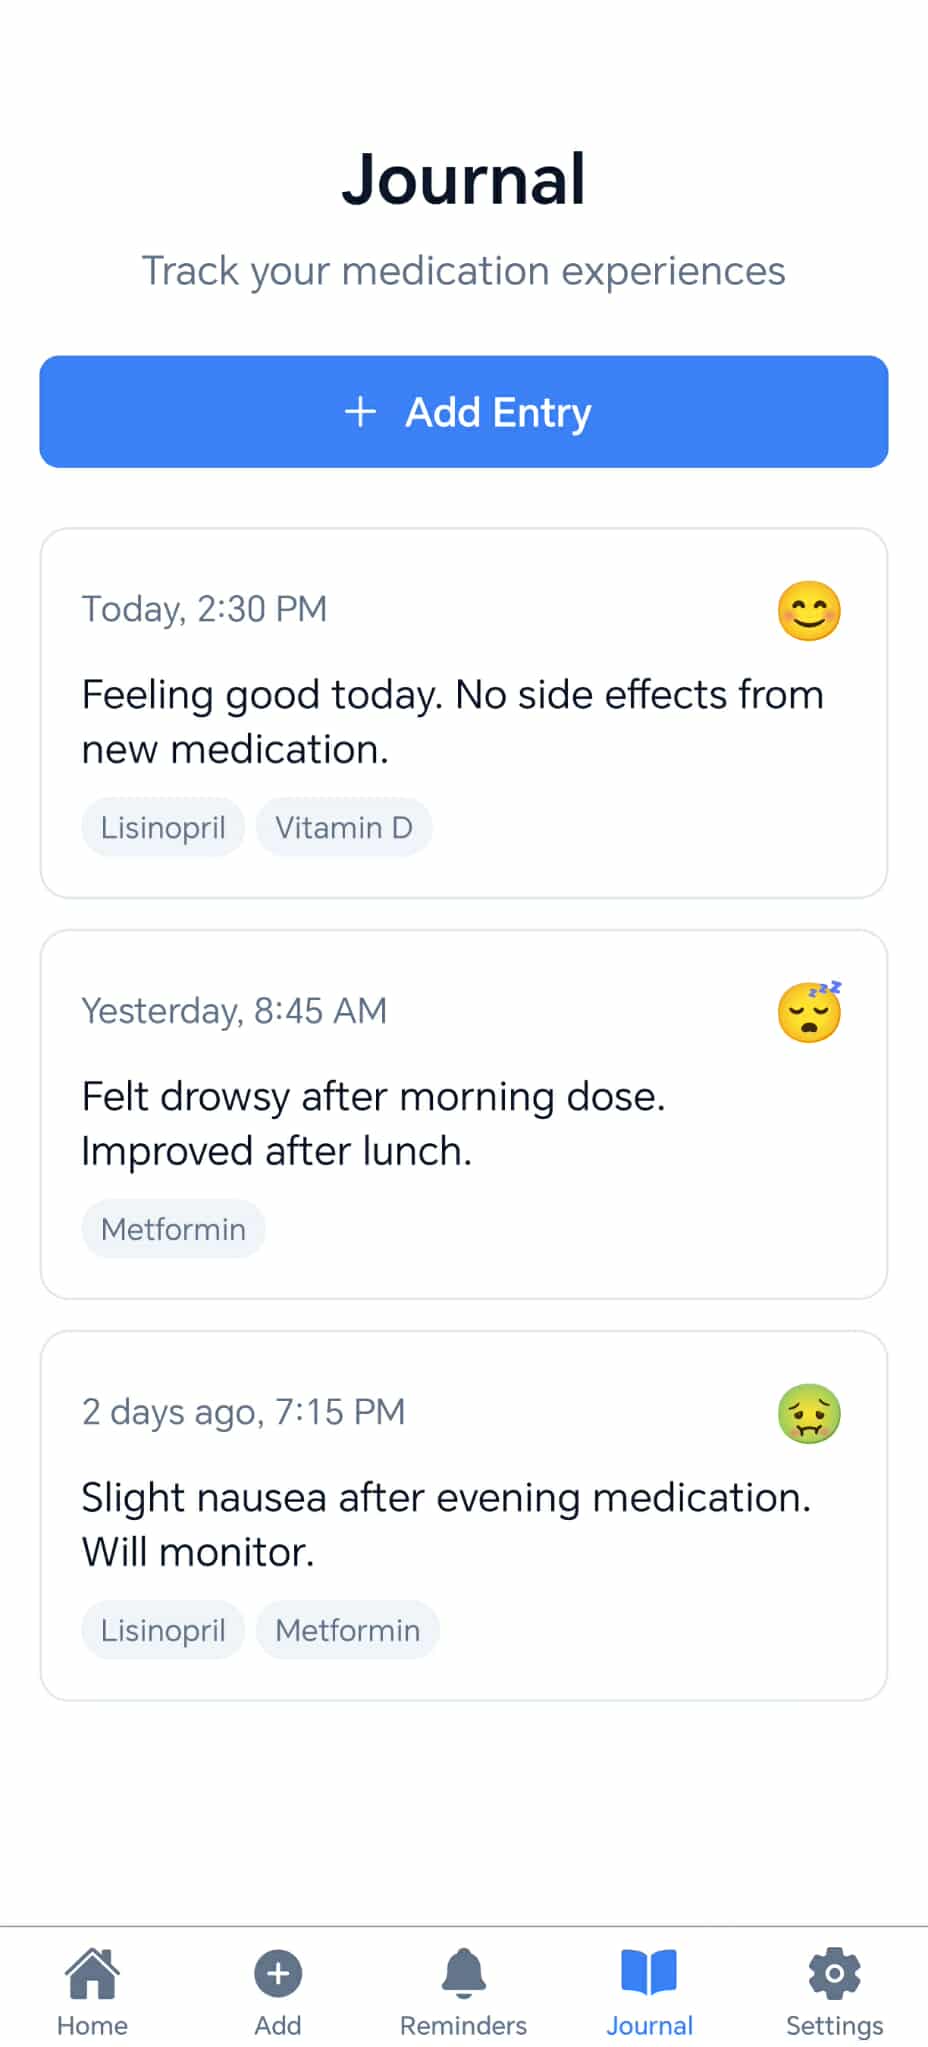 Journal
Track your medication experiences
+ Add Entry
Today, 2:30 PM
Feeling good today. No side effects from
new medication.
Lisinopril Vitamin D
Yesterday, 8:45 AM
Felt drowsy after morning dose.
Improved after lunch.
Metformin
2 days ago, 7:15 PM
Slight nausea after evening medication.
Will monitor.
Lisinopril Metformin
Home Add Reminders Journal Settings